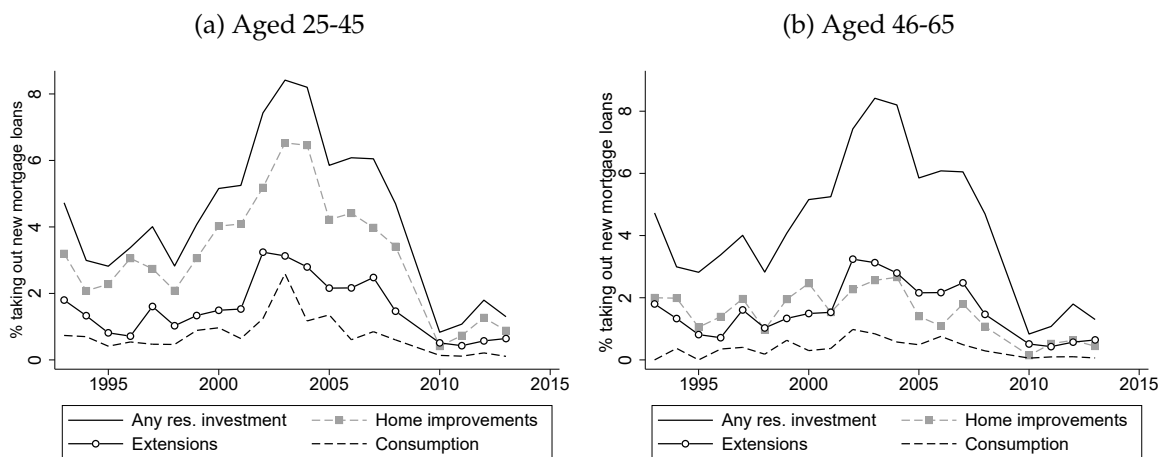 (a) Aged 25-45
% taking out new mortgage loans
8
6
4
2
0
1995 2000 2005 2010 2015
Any res. investment Home improvements
Extensions Consumption
(b) Aged 46-65
% taking out new mortgage loans
8
6
4
2
0
1995 2000 2005 2010 2015
Any res. investment Home improvements
Extensions Consumption